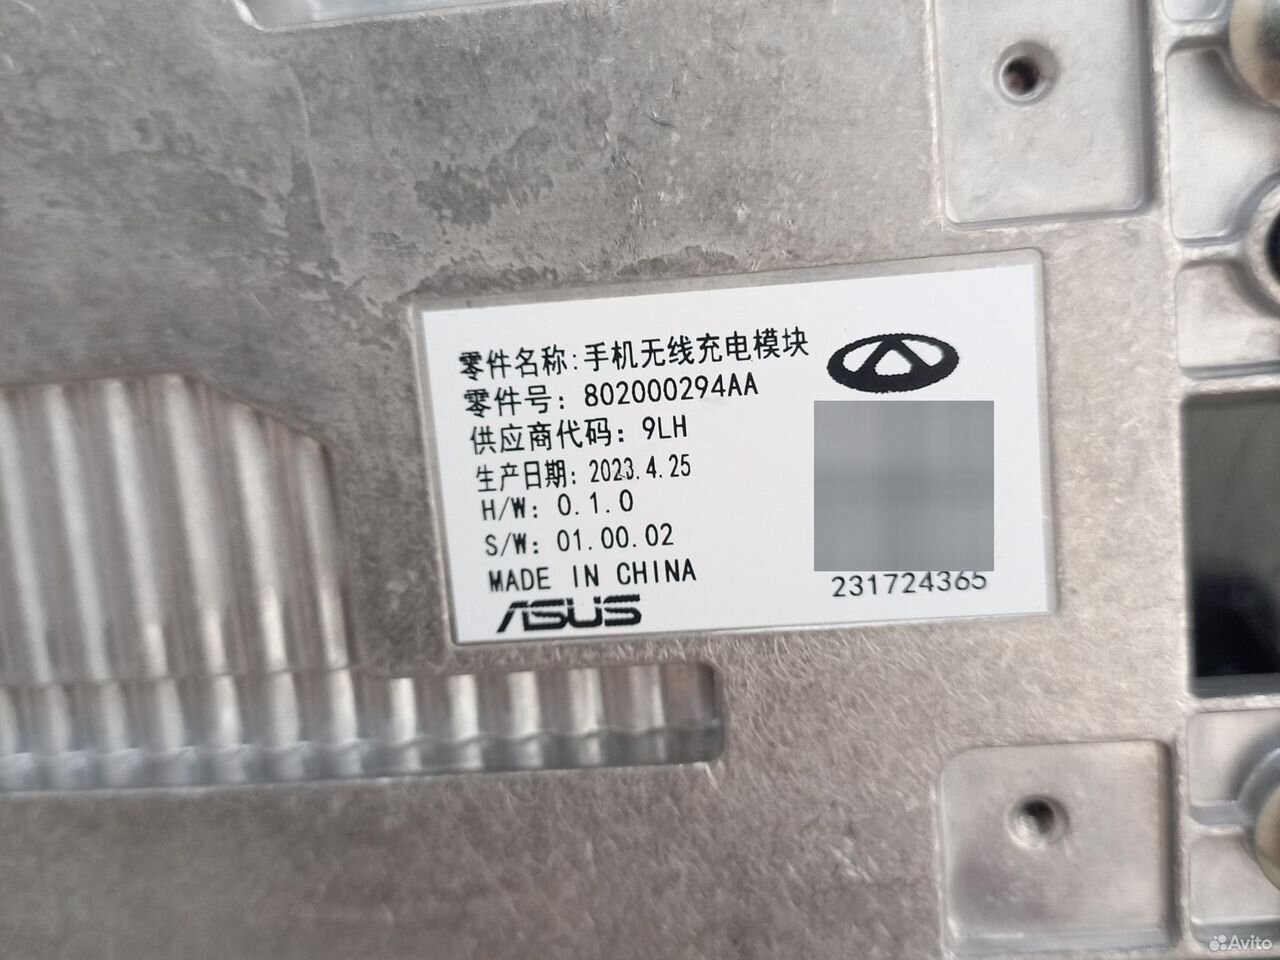 零件名称:手机无线充电模块
零件号: 802000294AA
供应商代码: 9LH
生产日期: 2023.4.25
H/W: 0.1.0
S/W: 01.00.02
MADE IN CHINA
ASUS
231724365
Avito